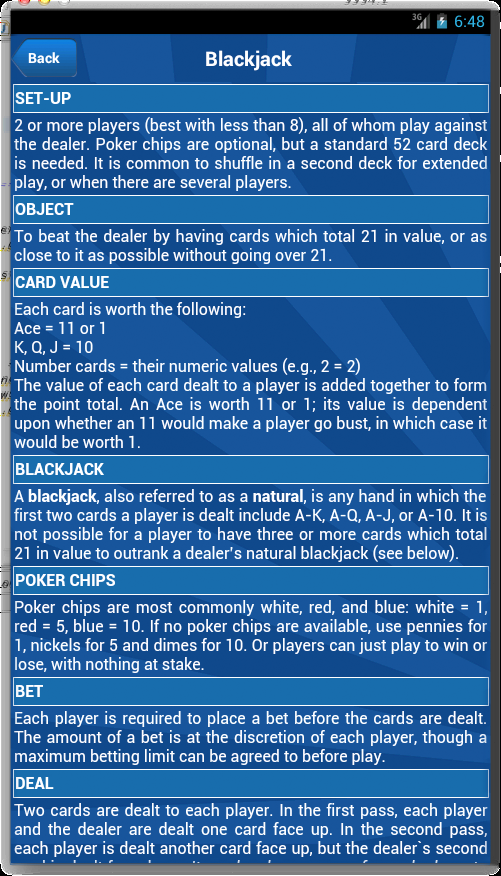 3G 6:48
Back
Blackjack
SET-UP
2 or more players (best with less than 8), all of whom play against
the dealer. Poker chips are optional, but a standard 52 card deck
is needed. It is common to shuffle in a second deck for extended
play, or when there are several players.
OBJECT
To beat the dealer by having cards which total 21 in value, or as
close to it as possible without going over 21.
CARD VALUE
Each card is worth the following:
Ace = 11 or 1
K, Q, J = 10
Number cards = their numeric values (e.g., 2 = 2)
The value of each card dealt to a player is added together to form
the point total. An Ace is worth 11 or 1; its value is dependent
upon whether an 11 would make a player go bust, in which case it
would be worth 1.
BLACKJACK
A blackjack, also referred to as a natural, is any hand in which the
first two cards a player is dealt include A-K, A-Q, A-J, or A-10. It is
not possible for a player to have three or more cards which total
21 in value to outrank a dealer's natural blackjack (see below).
POKER CHIPS
Poker chips are most commonly white, red, and blue: white = 1,
red = 5, blue = 10. If no poker chips are available, use pennies for
1, nickels for 5 and dimes for 10. Or players can just play to win or
lose, with nothing at stake.
BET
Each player is required to place a bet before the cards are dealt.
The amount of a bet is at the discretion of each player, though a
maximum betting limit can be agreed to before play.
DEAL
Two cards are dealt to each player. In the first pass, each player
and the dealer are dealt one card face up. In the second pass,
each player is dealt another card face up, but the dealer`s second